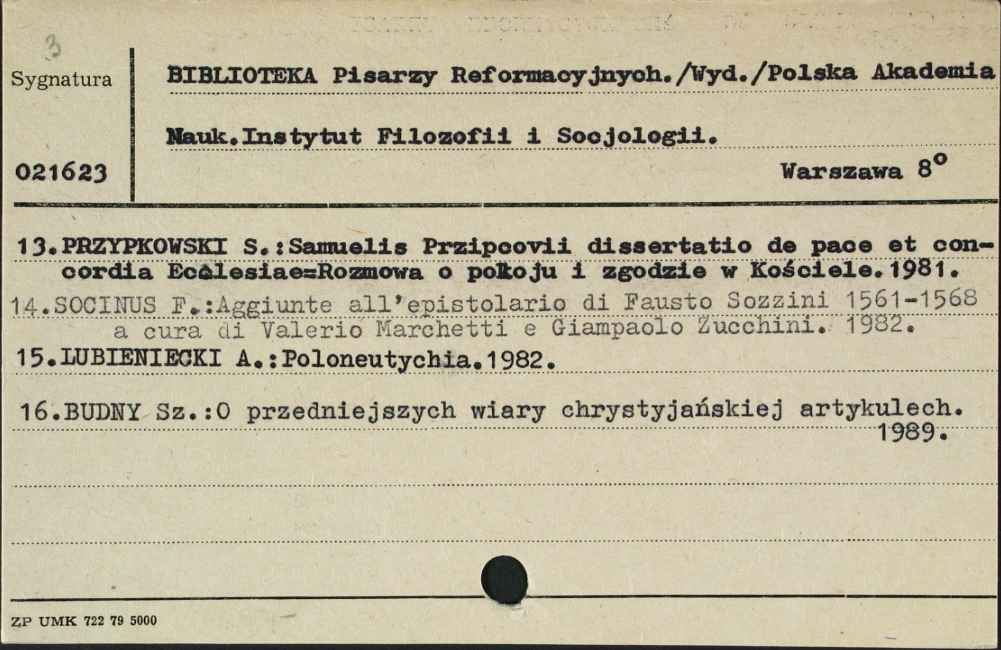 3
Sygnatura
BIBLIOTEKA Pisarzy Reformacyjnych./Wyd./Polska Akademia
Nauk.Instytut Filozofii i Socjologii.
021623
Warszawa 8°
13.PRZYPKOWSKI S.:Samuelis Przipcovii dissertatio de pace et con-
cordia Ecclesiae=Rozmowa o pokoju i zgodzie w Kościele.1981.
14.SOCINUS F.:Aggiunte all'epistolario di Fausto Sozzini 1561-1568
a cura di Valerio Marchetti e Giampaolo Zucchini. 1982.
15.LUBIENIECKI A.:Poloneutychia.1982.
16.BUDNY Sz.:O przedniejszych wiary chrystyjańskiej artykulech.
1989.
ZP UMK 722 79 5000